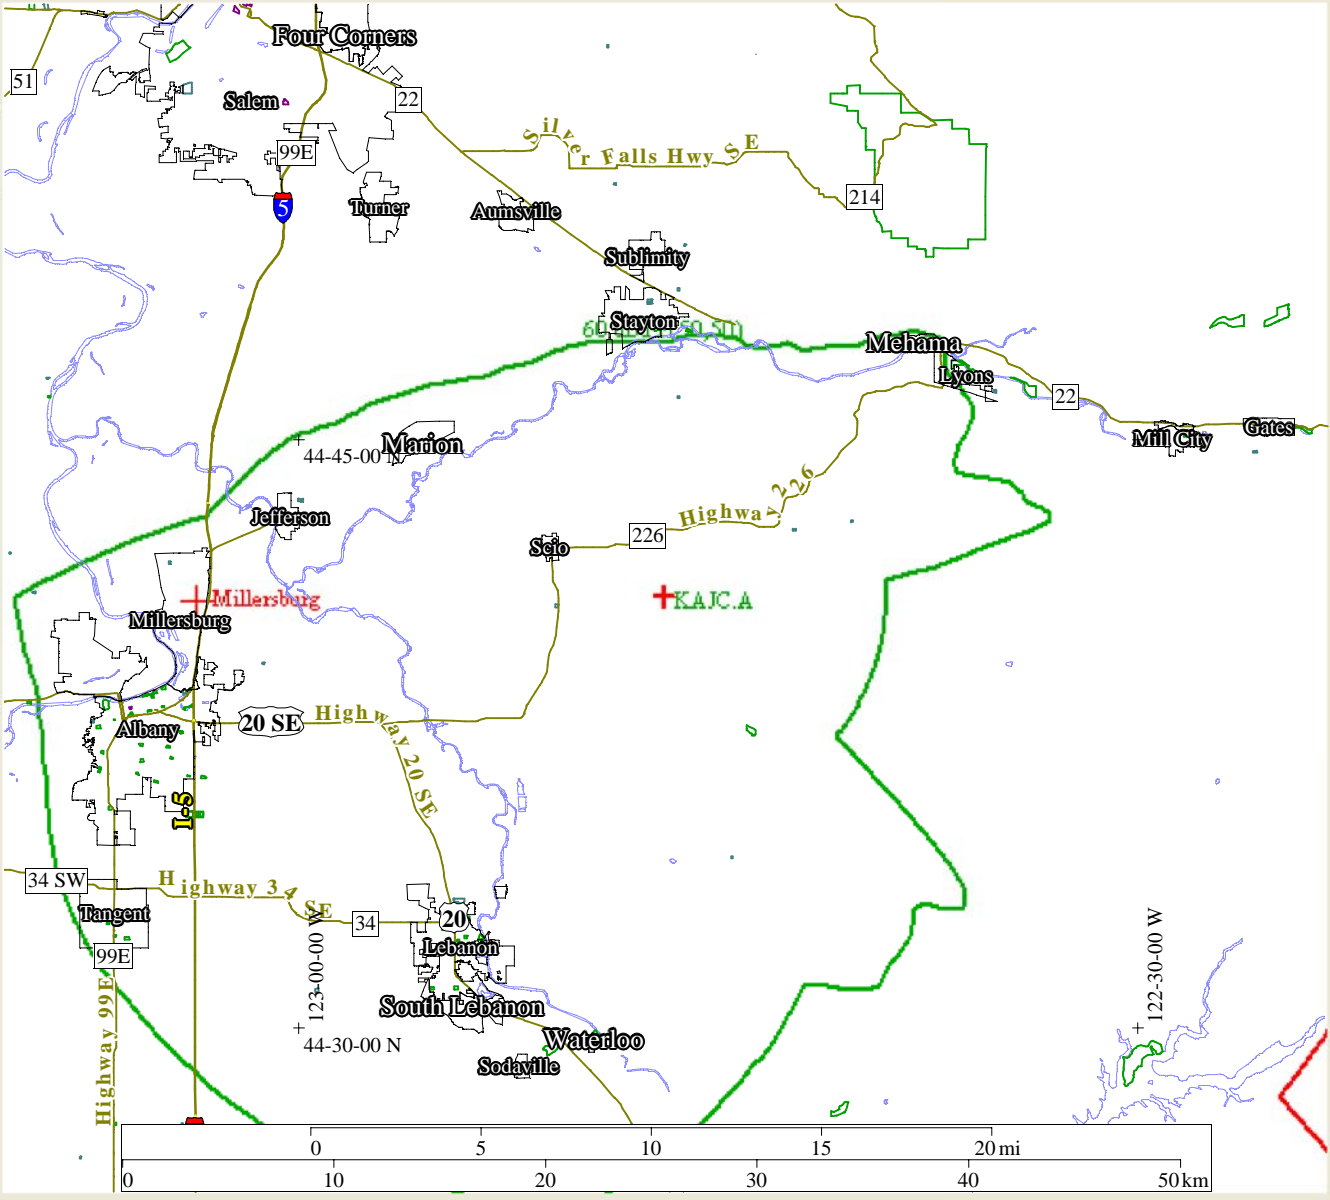 Four Corners
51
Salem
22
Silver Falls Hwy SE
99E
214
5
Turner
Aumsville
Sublimity
Stayton
Mehama
Lyons
22
Mill City
Gates
Marion
44-45-00 N
Jefferson
Highway 226
226
Scio
Millersburg
KAJC.A
Millersburg
20 SE
Highway 20 SE
Albany
I-5
34 SW
Highway 34 SE
34
20
Tangent
Lebanon
99E
123-00-00 W
122-30-00 W
South Lebanon
Highway 99E
44-30-00 N
Waterloo
Sodaville
0 5 10 15 20 mi
0 10 20 30 40 50km